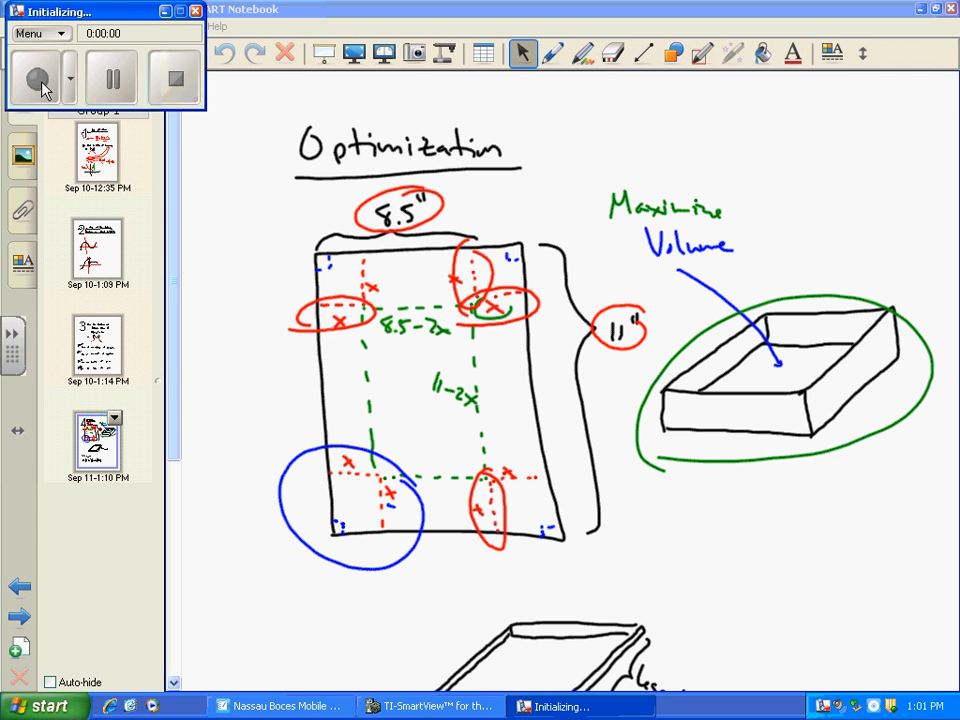 Initializing...
ART Notebook
Menu
0:00:00
Help
Group 1
Sep 10-12:35 PM
Sep 10-1:09 PM
Sep 10-1:14 PM
Sep 11-1:10 PM
Auto-hide
Optimization
8.5"
Maximize
Volume
x
x
x
x
8.5-2x
11"
11-2x
x
x
x
x
start
Nassau Boces Mobile ...
TI-SmartView™ for th...
Initializing...
1:01 PM